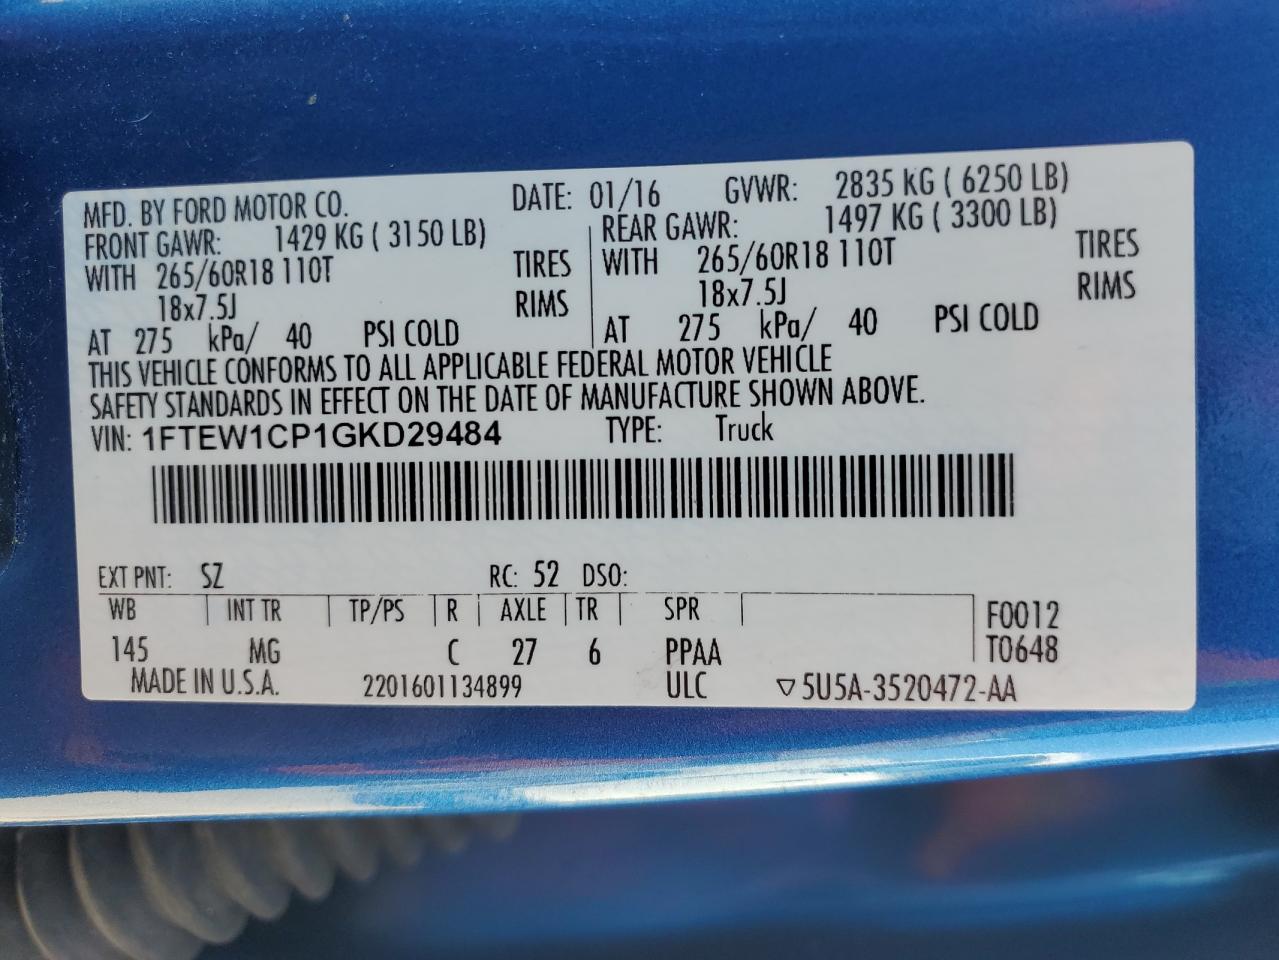 MFD. BY FORD MOTOR CO. DATE: 01/16 GVWR: 2835 KG ( 6250 LB)
FRONT GAWR: 1429 KG ( 3150 LB) REAR GAWR: 1497 KG ( 3300 LB)
WITH 265/60R18 110T TIRES WITH 265/60R18 110T TIRES
18x7.5J RIMS 18x7.5J RIMS
AT 275 kPa/ 40 PSI COLD AT 275 kPa/ 40 PSI COLD
THIS VEHICLE CONFORMS TO ALL APPLICABLE FEDERAL MOTOR VEHICLE
SAFETY STANDARDS IN EFFECT ON THE DATE OF MANUFACTURE SHOWN ABOVE.
VIN: 1FTEW1CP1GKD29484 TYPE: Truck
EXT PNT: SZ RC: 52 DSO:
WB INT TR TP/PS R AXLE TR SPR F0012
145 MG C 27 6 PPAA T0648
MADE IN U.S.A. 2201601134899 ULC ▽5U5A-3520472-AA